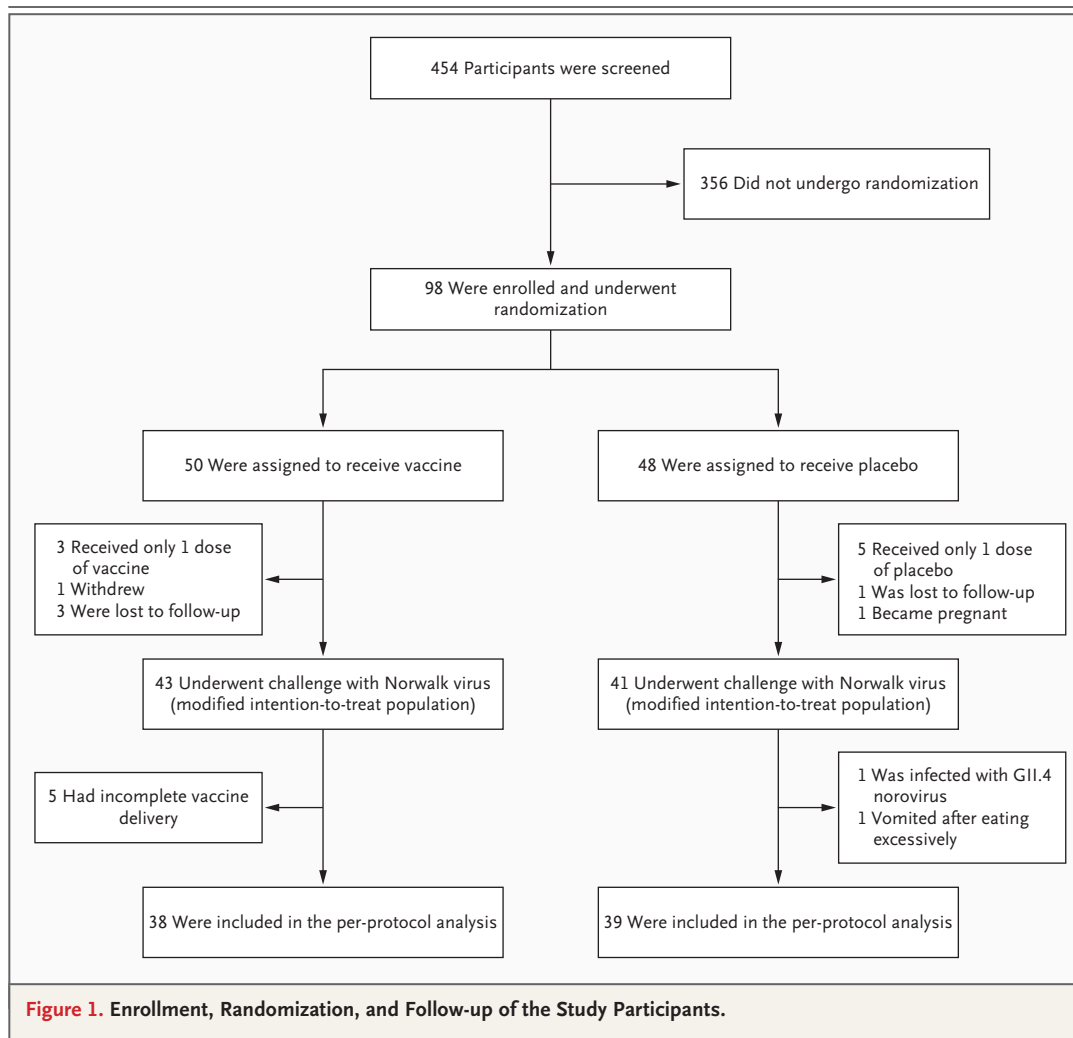 454 Participants were screened
356 Did not undergo randomization
98 Were enrolled and underwent
randomization
50 Were assigned to receive vaccine
48 Were assigned to receive placebo
3 Received only 1 dose
of vaccine
1 Withdrew
3 Were lost to follow-up
5 Received only 1 dose
of placebo
1 Was lost to follow-up
1 Became pregnant
43 Underwent challenge with Norwalk virus
(modified intention-to-treat population)
41 Underwent challenge with Norwalk virus
(modified intention-to-treat population)
5 Had incomplete vaccine
delivery
1 Was infected with GII.4
norovirus
1 Vomited after eating
excessively
38 Were included in the per-protocol analysis
39 Were included in the per-protocol analysis
Figure 1. Enrollment, Randomization, and Follow-up of the Study Participants.